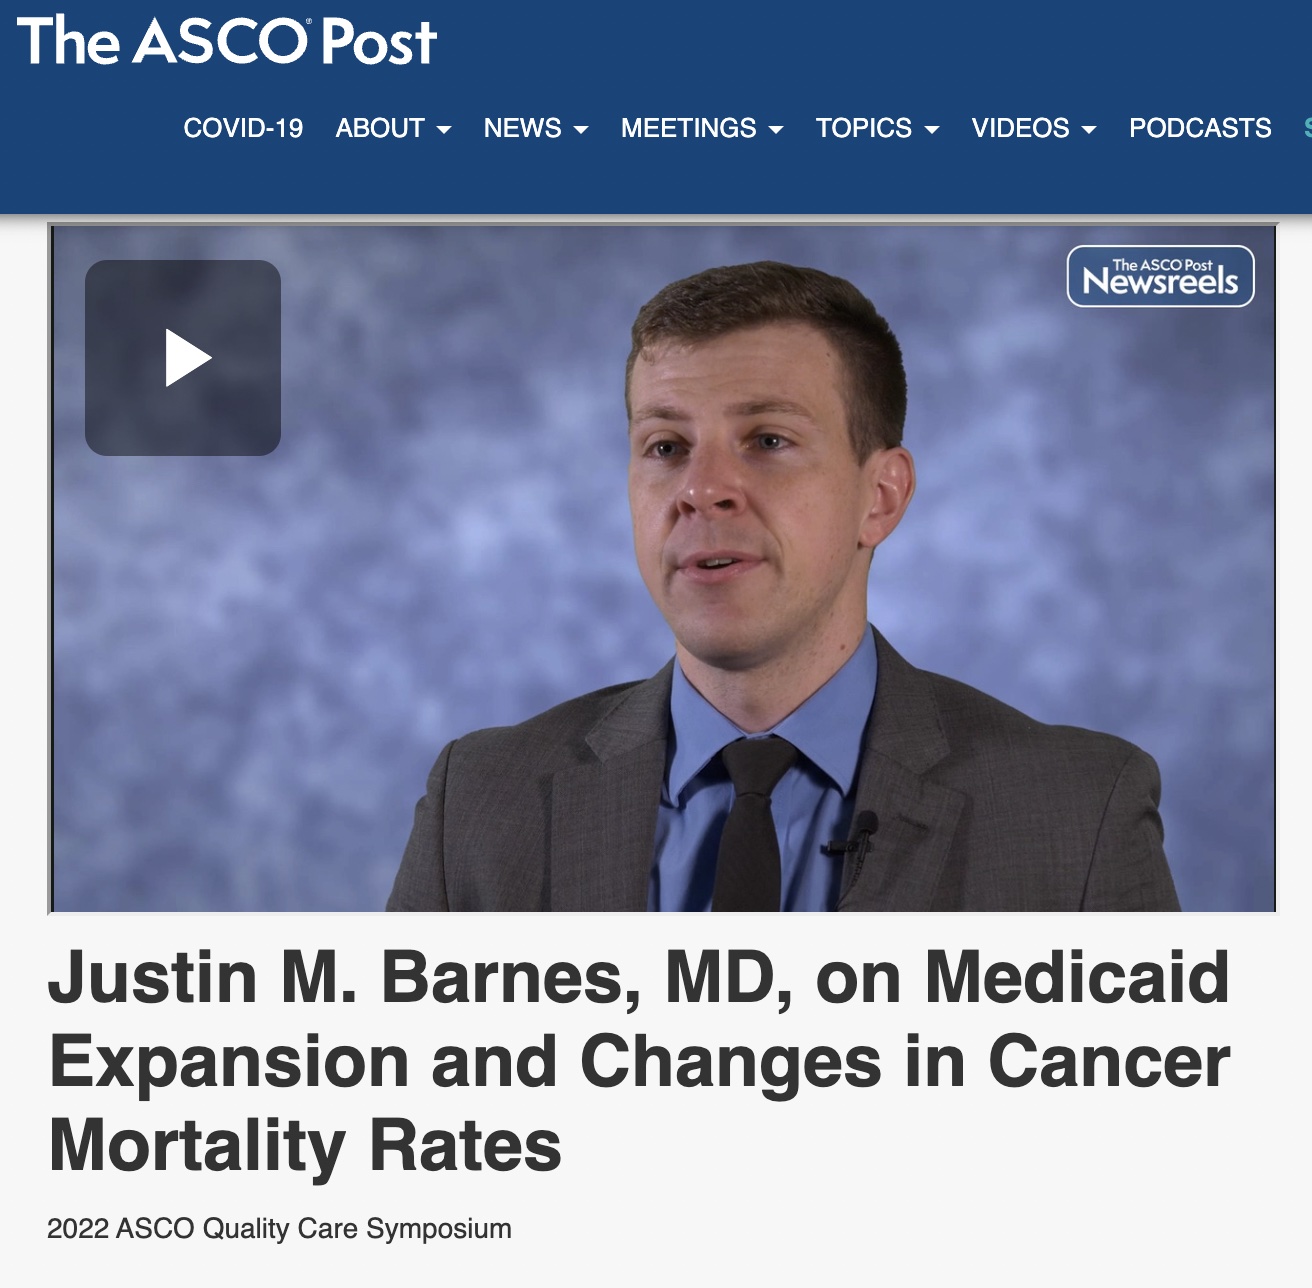 The ASCO® Post
COVID-19 ABOUT NEWS MEETINGS TOPICS VIDEOS PODCASTS
The ASCO Post
Newsreels
Justin M. Barnes, MD, on Medicaid
Expansion and Changes in Cancer
Mortality Rates
2022 ASCO Quality Care Symposium